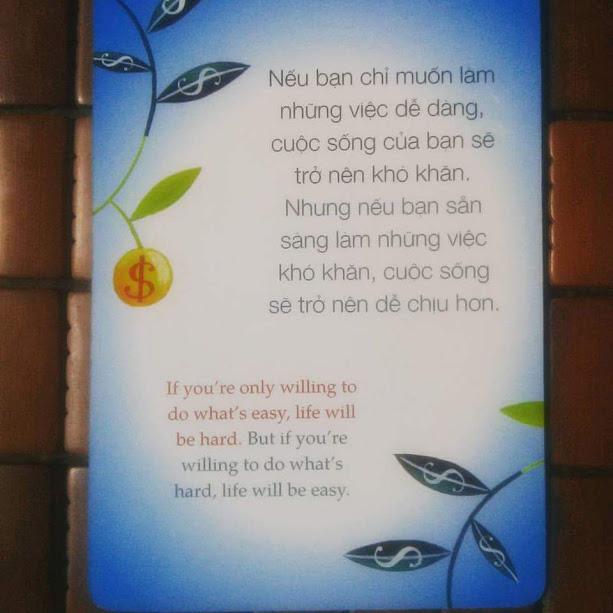 Nếu bạn chỉ muốn làm
những việc dễ dàng,
cuộc sống của bạn sẽ
trở nên khó khăn.
Nhưng nếu bạn sẵn
sàng làm những việc
khó khăn, cuộc sống
sẽ trở nên dễ chịu hơn.
If you're only willing to
do what's easy, life will
be hard. But if you're
willing to do what's
hard, life will be easy.